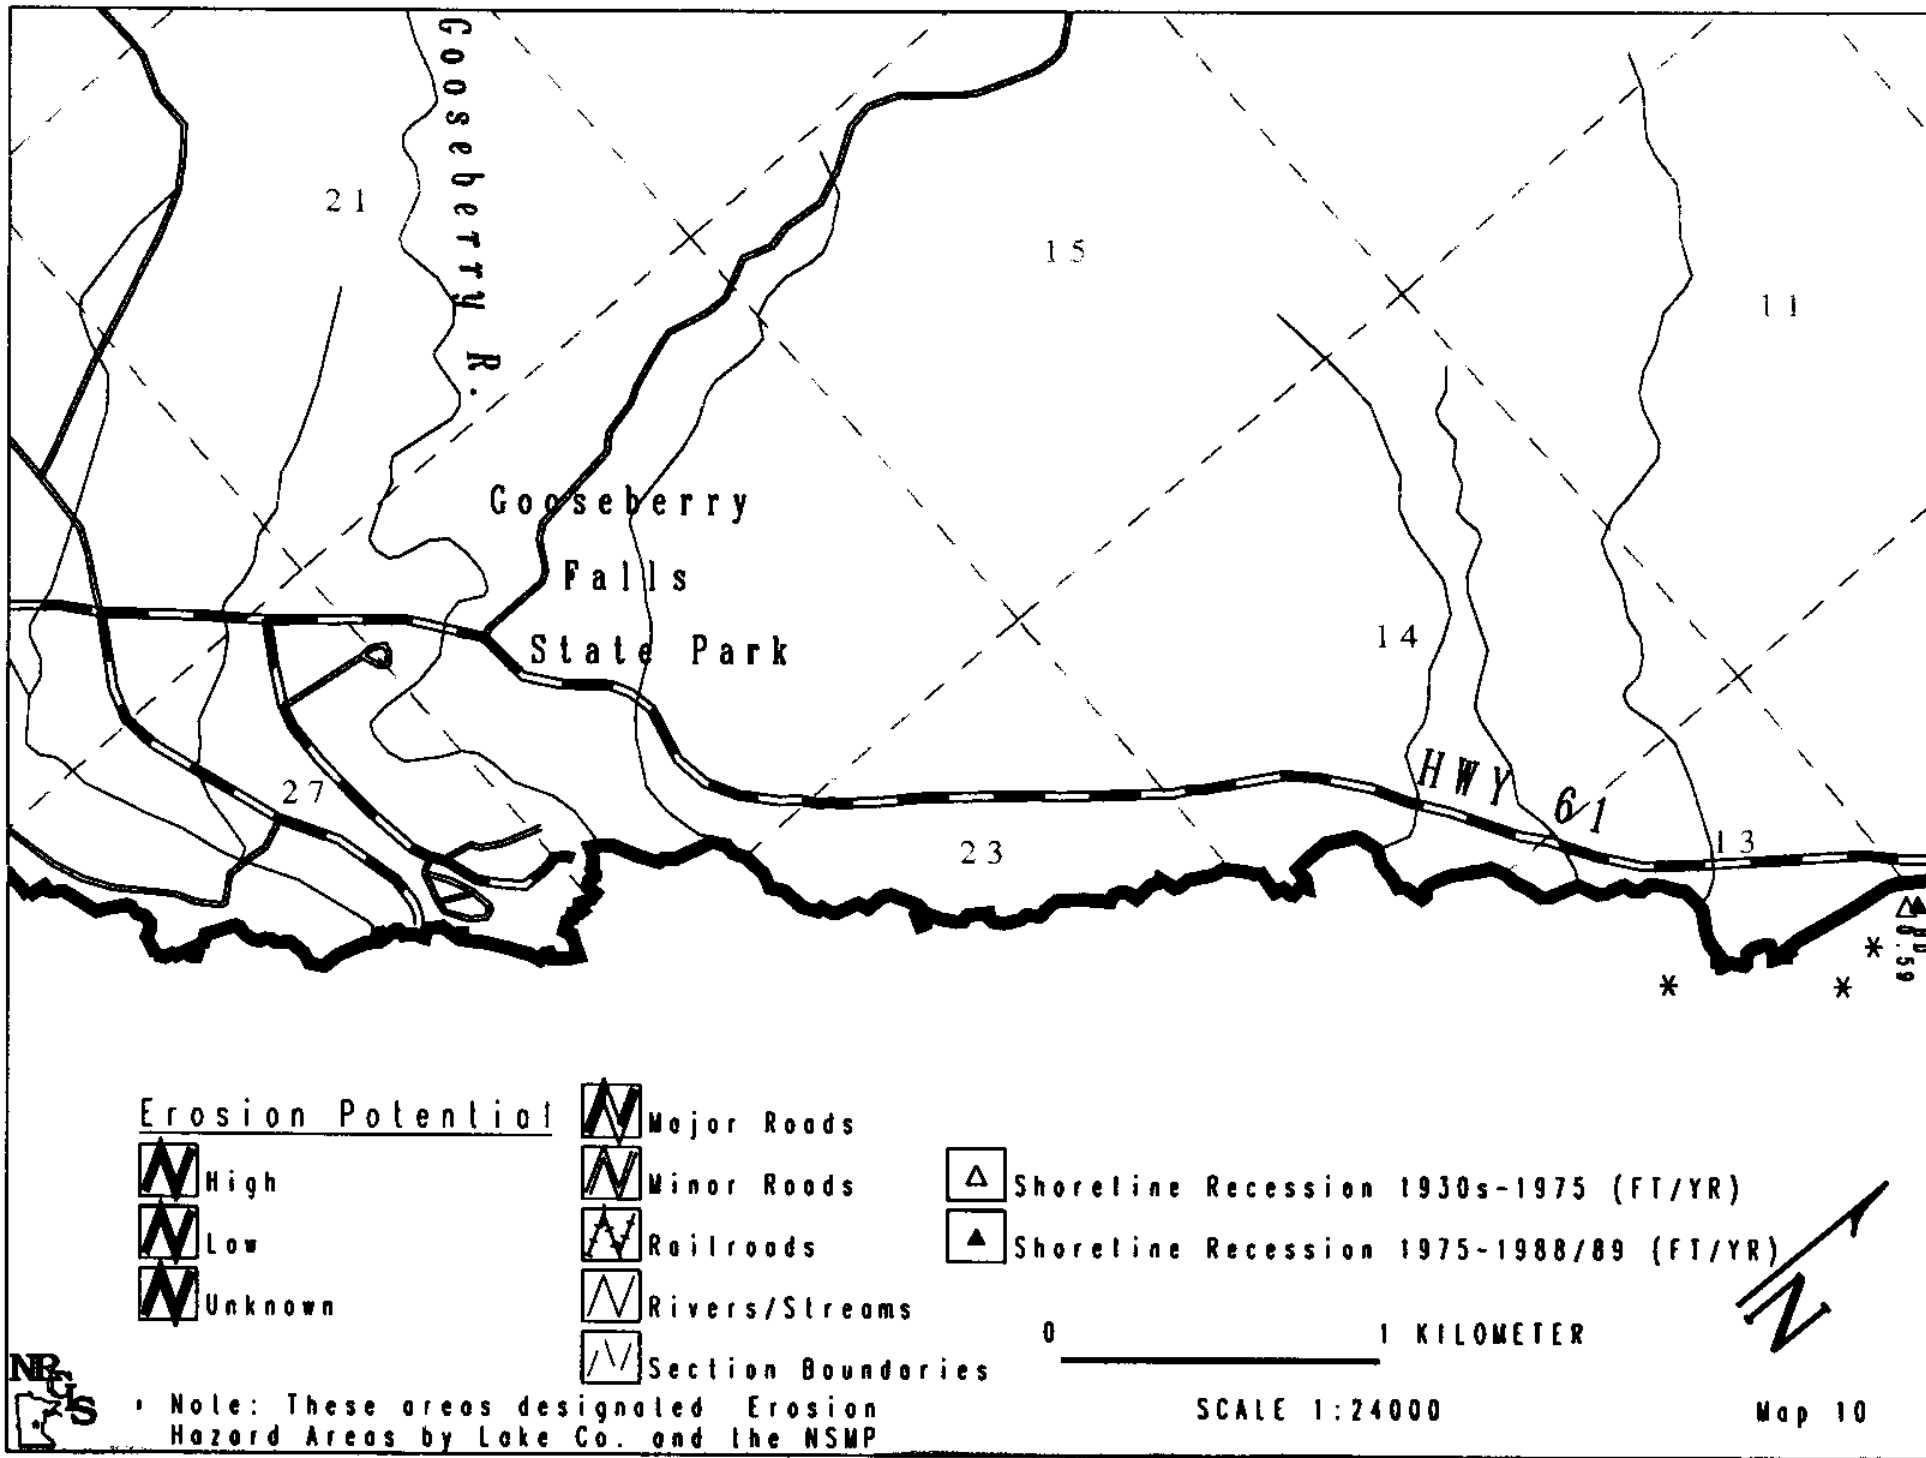 Gooseberry R.
21
15
11
Gooseberry
Falls
State Park
14
HWY 61
27
23
13
0.59
Erosion Potential
High
Low
Unknown
Major Roads
Minor Roads
Railroads
Rivers/Streams
Section Boundaries
Shoreline Recession 1930s-1975 (FT/YR)
Shoreline Recession 1975-1988/89 (FT/YR)
N
0 1 KILOMETER
SCALE 1:24000
Map 10
* Note: These areas designated Erosion
Hazard Areas by Lake Co. and the NSMP